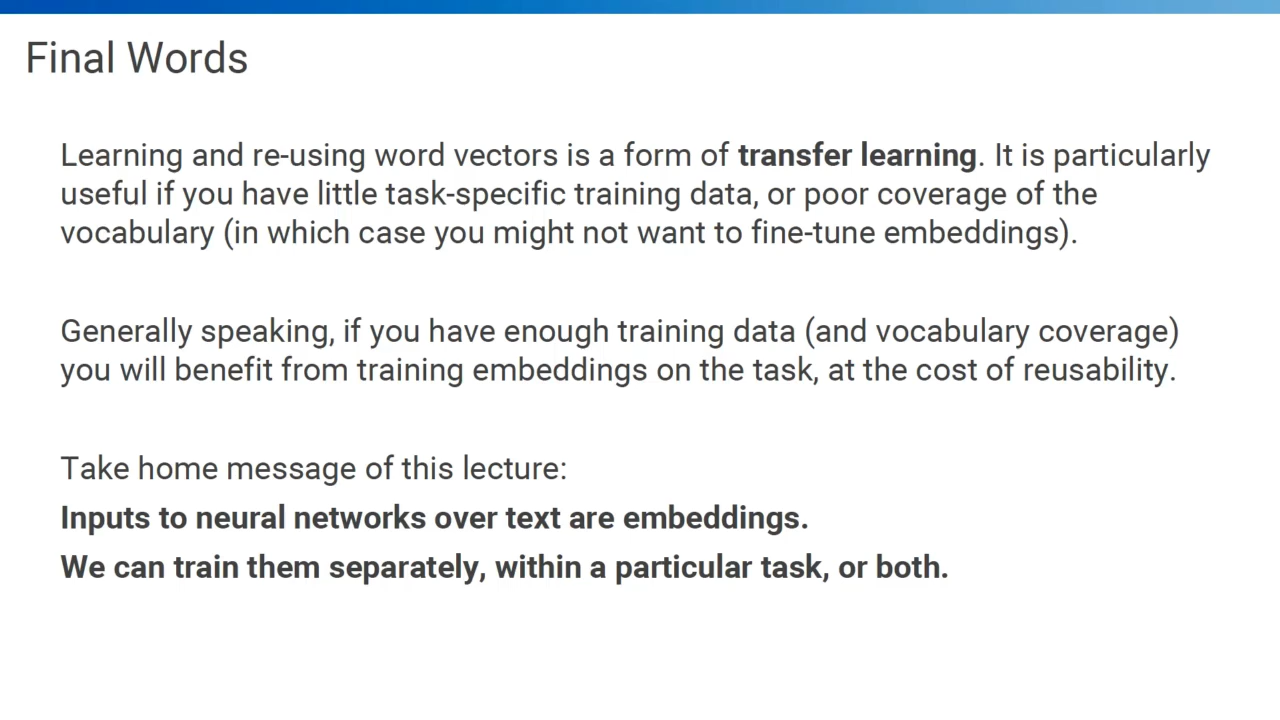 Final Words
Learning and re-using word vectors is a form of transfer learning. It is particularly
useful if you have little task-specific training data, or poor coverage of the
vocabulary (in which case you might not want to fine-tune embeddings).
Generally speaking, if you have enough training data (and vocabulary coverage)
you will benefit from training embeddings on the task, at the cost of reusability.
Take home message of this lecture:
Inputs to neural networks over text are embeddings.
We can train them separately, within a particular task, or both.